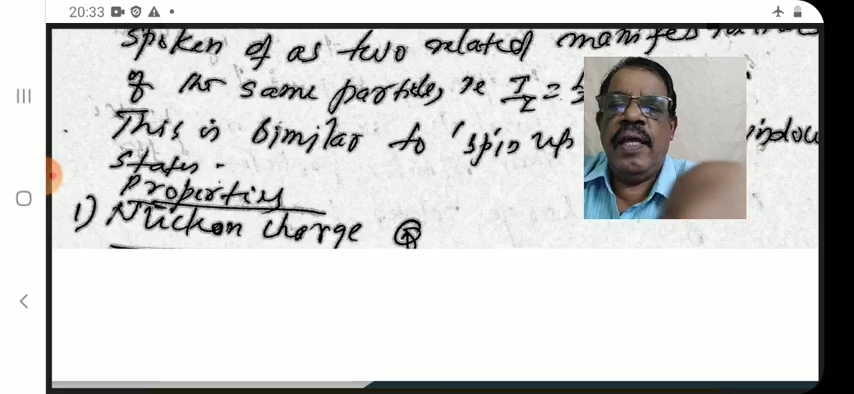 20:33
spoken of as two related
of the same particle, ie I/2 =
This is similar to 'spin up
states.
Properties
1) Nucleon charge Q